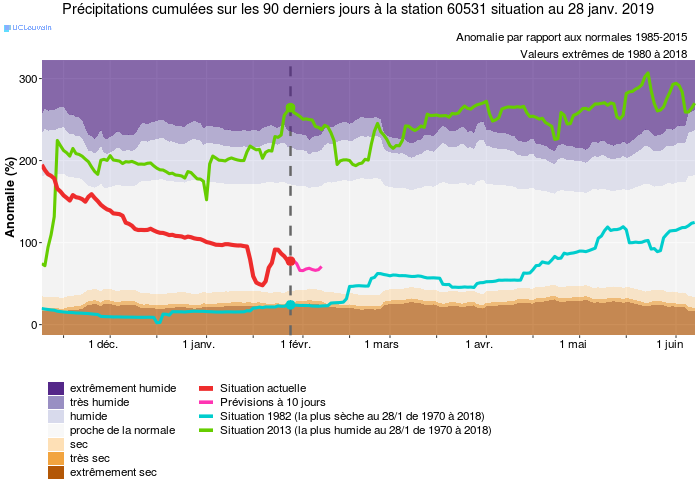 Précipitations cumulées sur les 90 derniers jours à la station 60531 situation au 28 janv. 2019
UCLouvain
Anomalie par rapport aux normales 1985-2015
Valeurs extrêmes de 1980 à 2018
Anomalie (%)
300
200
100
0
1 déc. 1 janv. 1 févr. 1 mars 1 avr. 1 mai 1 juin
extrêmement humide
très humide
humide
proche de la normale
sec
très sec
extrêmement sec
Situation actuelle
Prévisions à 10 jours
Situation 1982 (la plus sèche au 28/1 de 1970 à 2018)
Situation 2013 (la plus humide au 28/1 de 1970 à 2018)